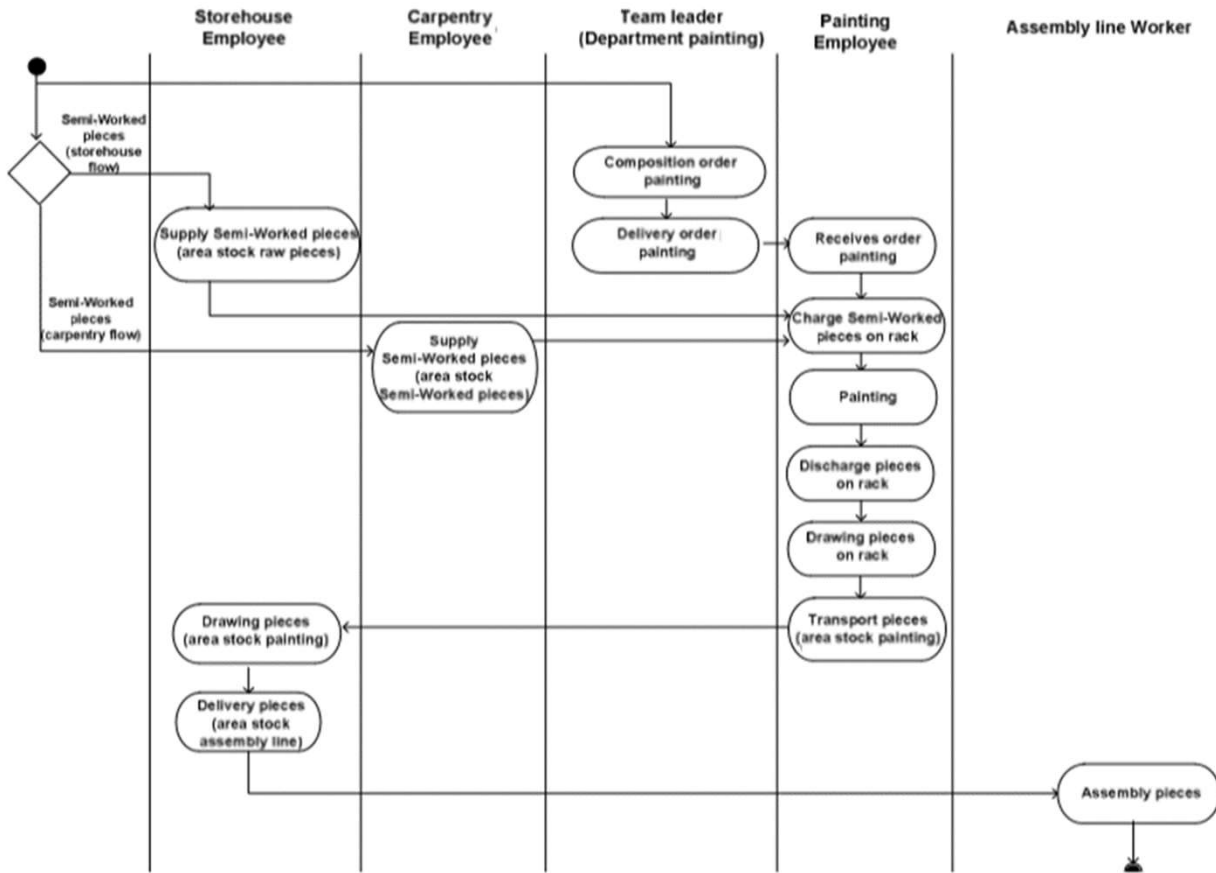 Storehouse
Employee
Carpentry
Employee
Team leader
(Department painting)
Painting
Employee
Assembly line Worker
Semi-Worked
pieces
(storehouse
flow)
Composition order
painting
Supply Semi-Worked pieces
(area stock raw pieces)
Delivery order
painting
Receives order
painting
Semi-Worked
pieces
(carpentry flow)
Charge Semi-Worked
pieces on rack
Supply
Semi-Worked pieces
(area stock
Semi-Worked pieces)
Painting
Discharge pieces
on rack
Drawing pieces
on rack
Drawing pieces
(area stock painting)
Transport pieces
(area stock painting)
Delivery pieces
(area stock
assembly line)
Assembly pieces